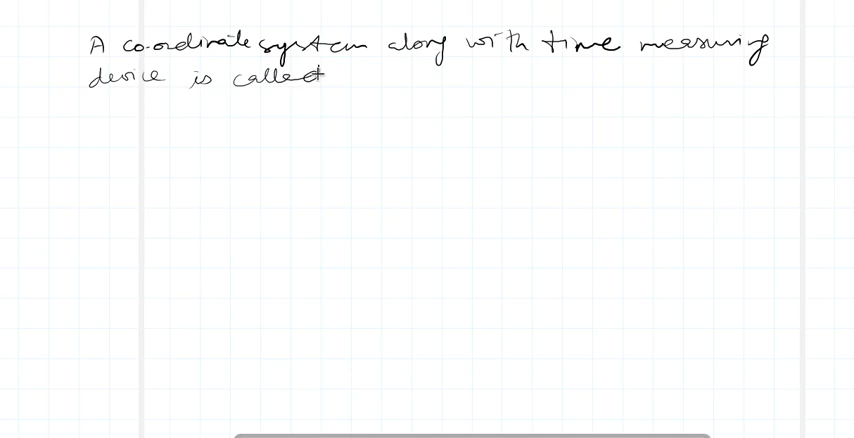 A co-ordinate system along with time measuring
device is called